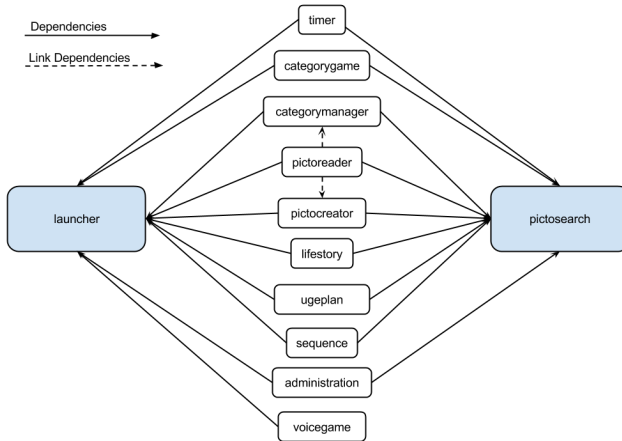 Dependencies
Link Dependencies
timer
categorygame
categorymanager
pictoreader
launcher
pictocreator
pictosearch
lifestory
ugeplan
sequence
administration
voicegame